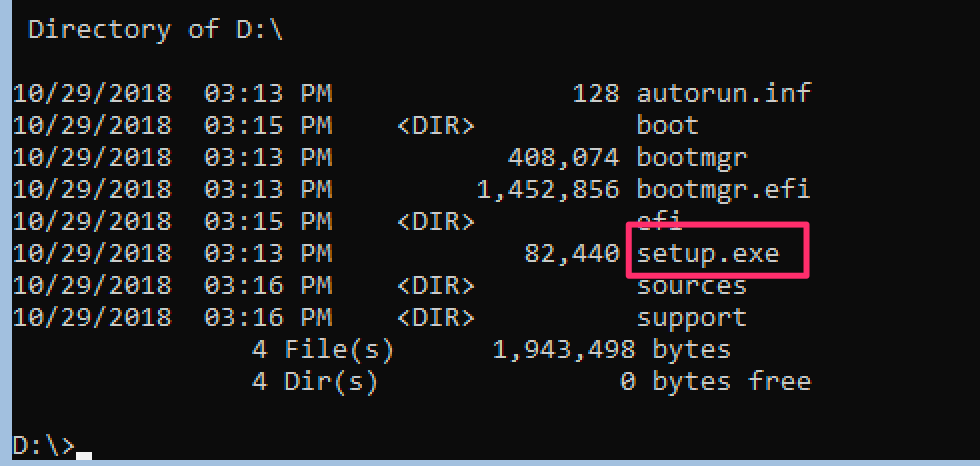 Directory of D:\
10/29/2018  03:13 PM               128 autorun.inf
10/29/2018  03:15 PM    <DIR>          boot
10/29/2018  03:13 PM           408,074 bootmgr
10/29/2018  03:13 PM         1,452,856 bootmgr.efi
10/29/2018  03:15 PM    <DIR>          efi
10/29/2018  03:13 PM            82,440 setup.exe
10/29/2018  03:16 PM    <DIR>          sources
10/29/2018  03:16 PM    <DIR>          support
4 File(s)      1,943,498 bytes
4 Dir(s)               0 bytes free
D:\>